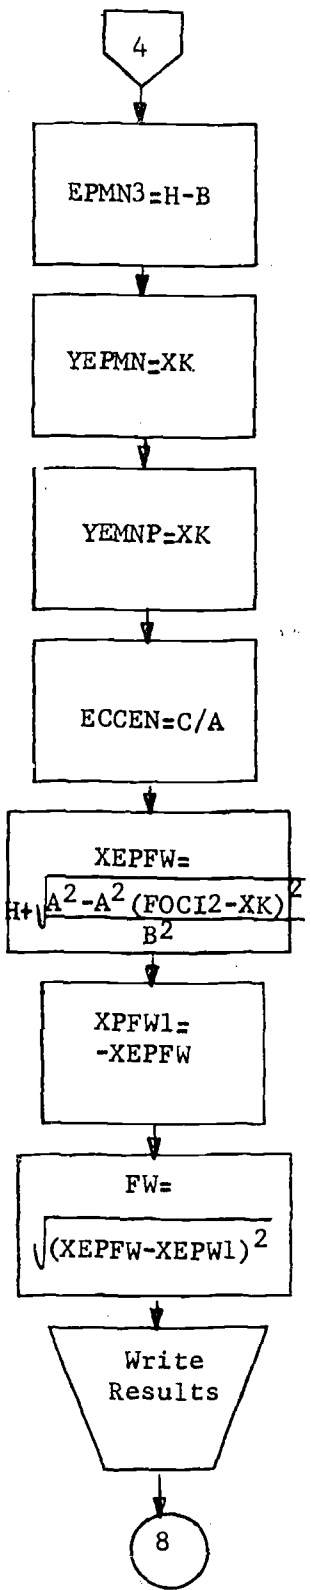 4
EPMN3=H-B
YEPMN=XK
YEMNP=XK
ECCEN=C/A
XEPFW=
H+√A²-A²(FOCI2-XK)²
B²
XPFW1=
-XEPFW
FW=
√(XEPFW-XEPW1)²
Write
Results
8